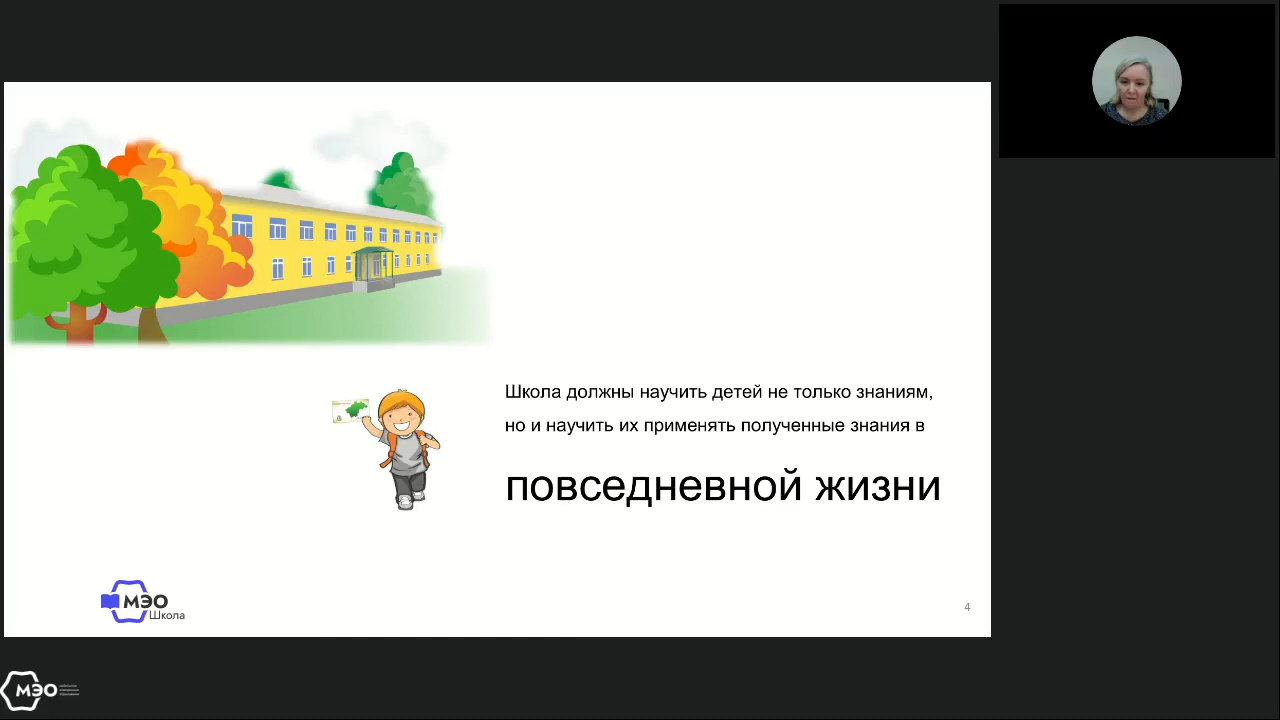 Школа должны научить детей не только знаниям,
но и научить их применять полученные знания в
повседневной жизни
МЭО
Школа
4
МЭО